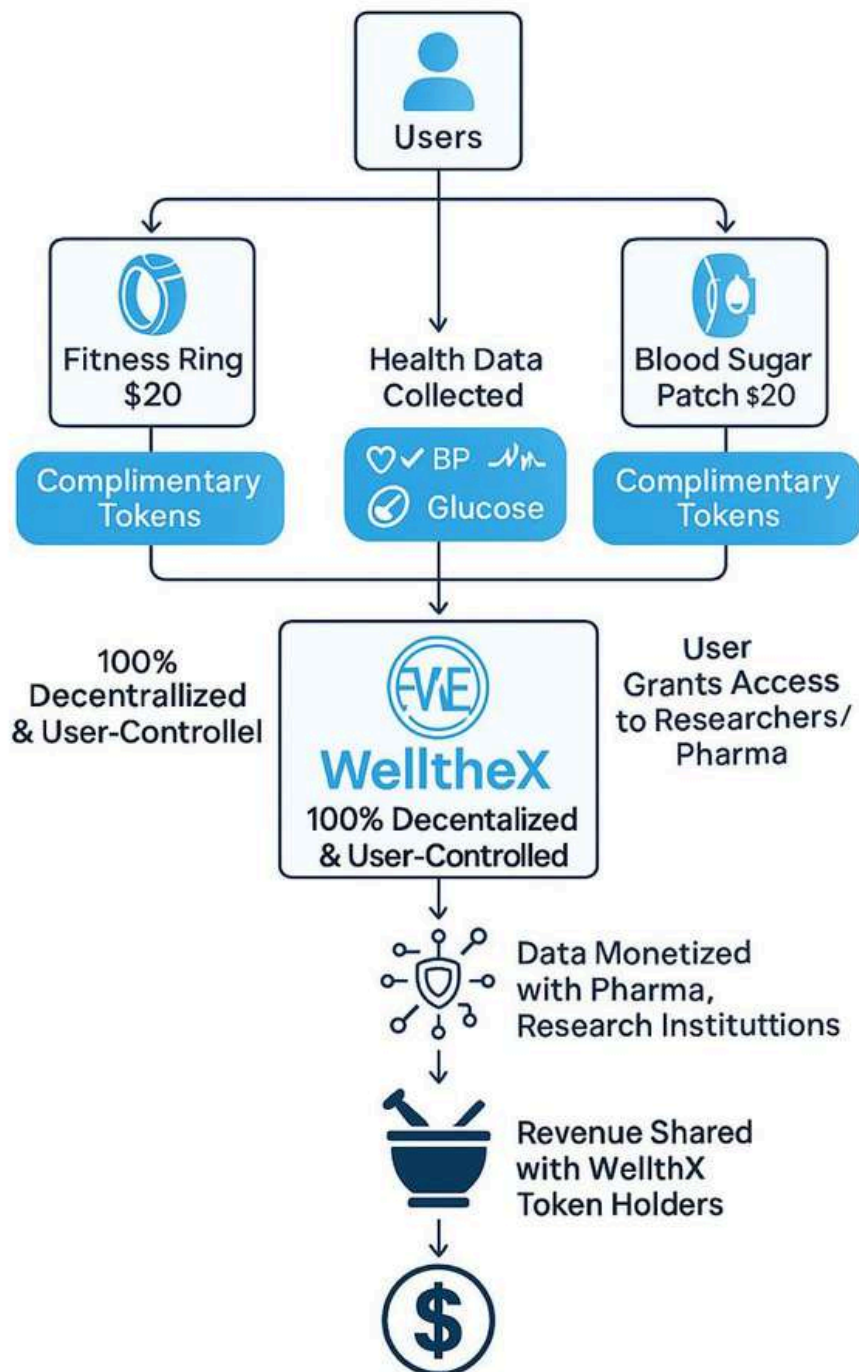 Users
Fitness Ring
$20
Health Data
Collected
Blood Sugar
Patch $20
Complimentary
Tokens
BP
Glucose
Complimentary
Tokens
100%
Decentrallized
& User-Controllel
User
Grants Access
to Researchers/
Pharma
WelltheX
100% Decentalized
& User-Controlled
Data Monetized
with Pharma,
Research Instituttions
Revenue Shared
with WellthX
Token Holders
$